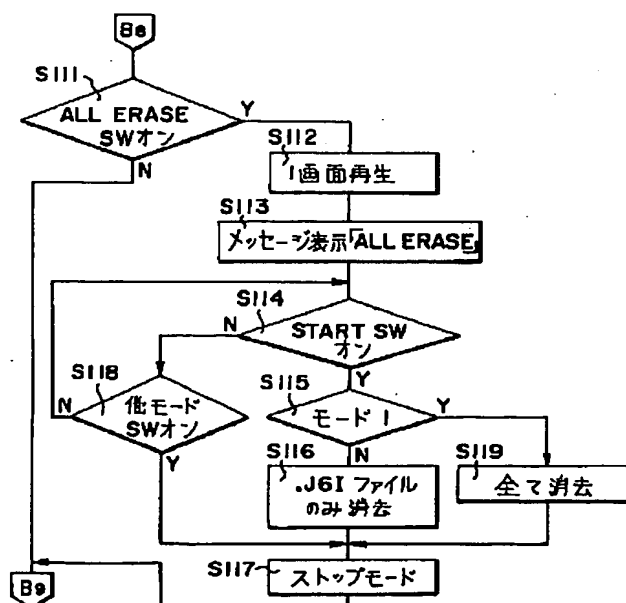 B8
S111
ALL ERASE
SWオン
Y
N
S112
1画面再生
S113
メッセージ表示「ALL ERASE」
S114
N
START SW
オン
Y
S118
N
他モード
SWオン
Y
S115
モード 1
Y
N
S116
.J6I ファイル
のみ消去
S119
全て消去
S117
ストップモード
B9